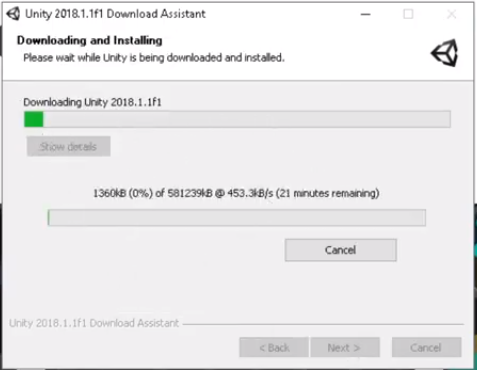 Unity 2018.1.1f1 Download Assistant
Downloading and Installing
Please wait while Unity is being downloaded and installed.
Downloading Unity 2018.1.1f1
Show details
1360kB (0%) of 581239kB @ 453.3kB/s (21 minutes remaining)
Cancel
Unity 2018.1.1f1 Download Assistant
< Back Next > Cancel